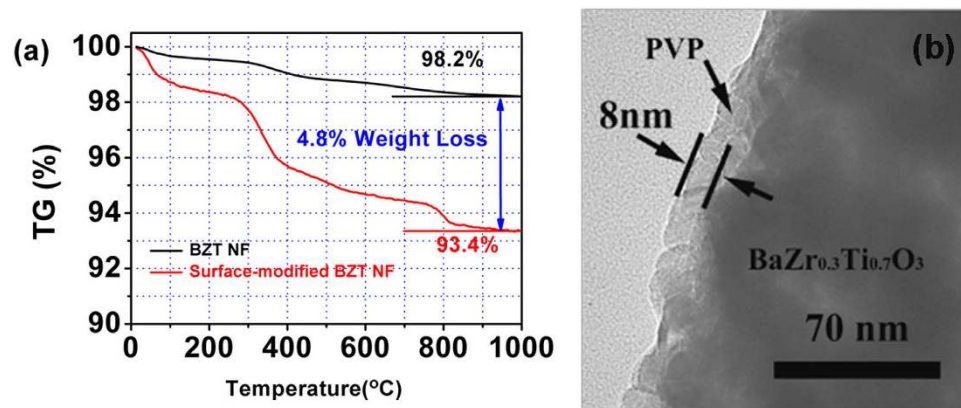 (a)
100
98
96
94
92
90
TG (%)
98.2%
4.8% Weight Loss
93.4%
BZT NF
Surface-modified BZT NF
0
200
400
600
800
1000
Temperature(°C)
(b)
PVP
8nm
BaZr0.3Ti0.7O3
70 nm